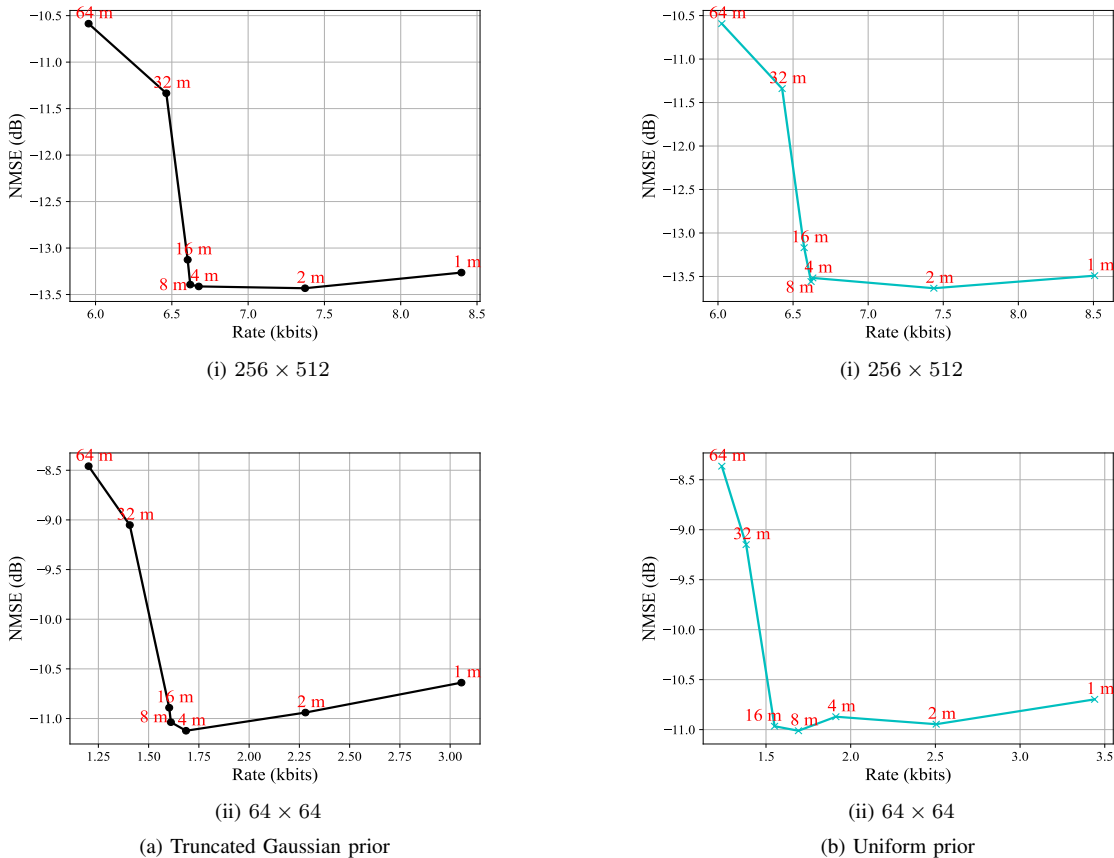 64 m
−10.5
−11.0
32 m
−11.5
NMSE (dB)
−12.0
−12.5
−13.0
16 m
1 m
8 m
4 m
2 m
−13.5
6.0
6.5
7.0
7.5
8.0
8.5
Rate (kbits)
(i) 256 × 512
64 m
−10.5
−11.0
32 m
−11.5
NMSE (dB)
−12.0
−12.5
−13.0
16 m
1 m
4 m
2 m
8 m
−13.5
6.0
6.5
7.0
7.5
8.0
8.5
Rate (kbits)
(i) 256 × 512
64 m
−8.5
32 m
−9.0
−9.5
NMSE (dB)
−10.0
−10.5
1 m
16 m
2 m
8 m
4 m
−11.0
1.25
1.50
1.75
2.00
2.25
2.50
2.75
3.00
Rate (kbits)
(ii) 64 × 64
(a) Truncated Gaussian prior
64 m
−8.5
32 m
−9.0
−9.5
NMSE (dB)
−10.0
−10.5
1 m
4 m
16 m
8 m
2 m
−11.0
1.5
2.0
2.5
3.0
3.5
Rate (kbits)
(ii) 64 × 64
(b) Uniform prior